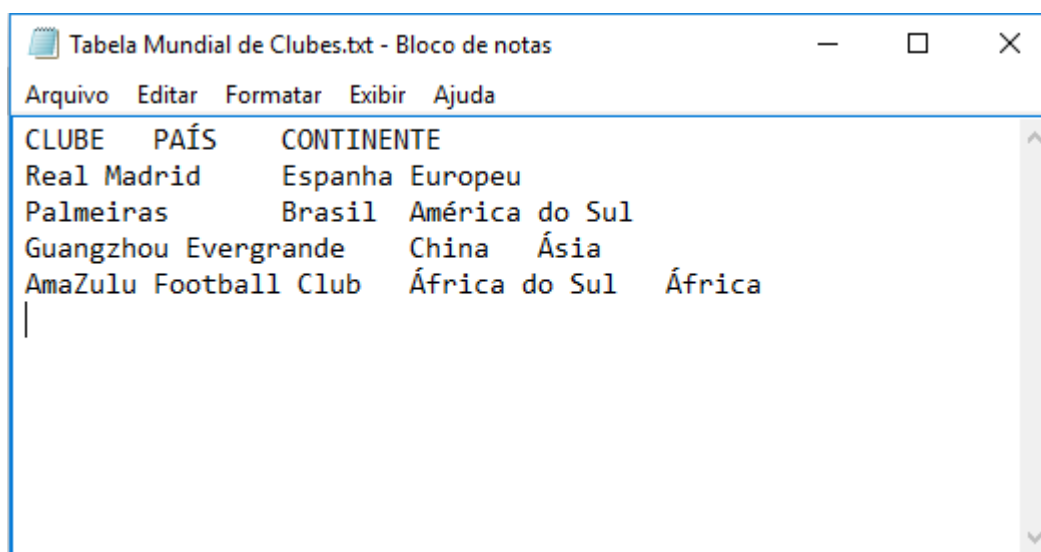 Tabela Mundial de Clubes.txt - Bloco de notas
Arquivo Editar Formatar Exibir Ajuda
CLUBE PAÍS CONTINENTE
Real Madrid Espanha Europeu
Palmeiras Brasil América do Sul
Guangzhou Evergrande China Ásia
AmaZulu Football Club África do Sul África